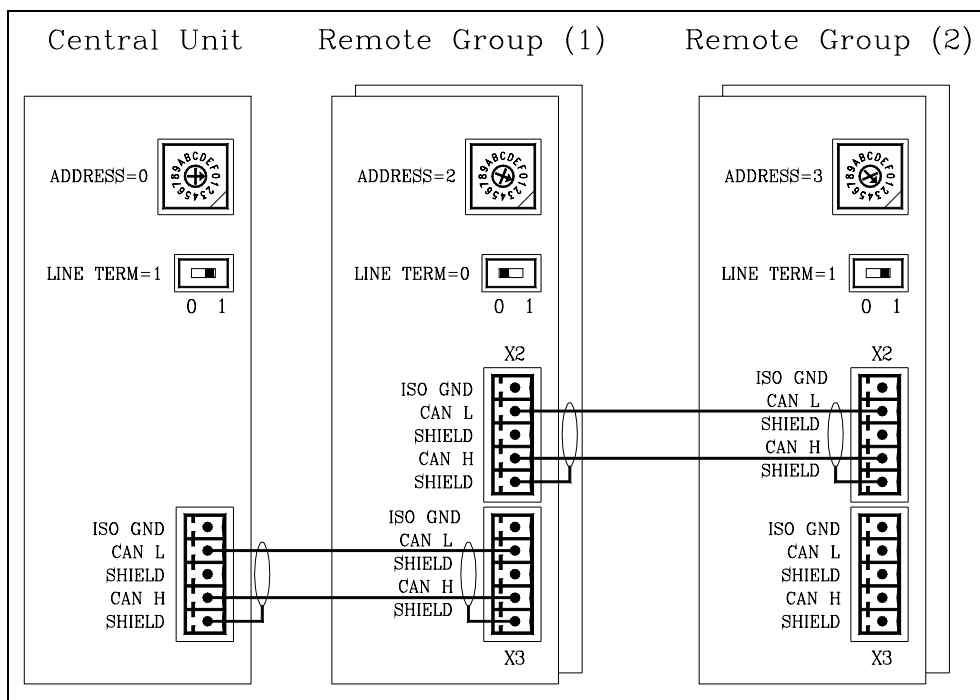 Central Unit
Remote Group (1)
Remote Group (2)
ADDRESS=0
0123456789ABCDEF
ADDRESS=2
0123456789ABCDEF
ADDRESS=3
0123456789ABCDEF
LINE TERM=1
0 1
LINE TERM=0
0 1
LINE TERM=1
0 1
X2
ISO GND
CAN L
SHIELD
CAN H
SHIELD
X2
ISO GND
CAN L
SHIELD
CAN H
SHIELD
ISO GND
CAN L
SHIELD
CAN H
SHIELD
ISO GND
CAN L
SHIELD
CAN H
SHIELD
X3
ISO GND
CAN L
SHIELD
CAN H
SHIELD
X3